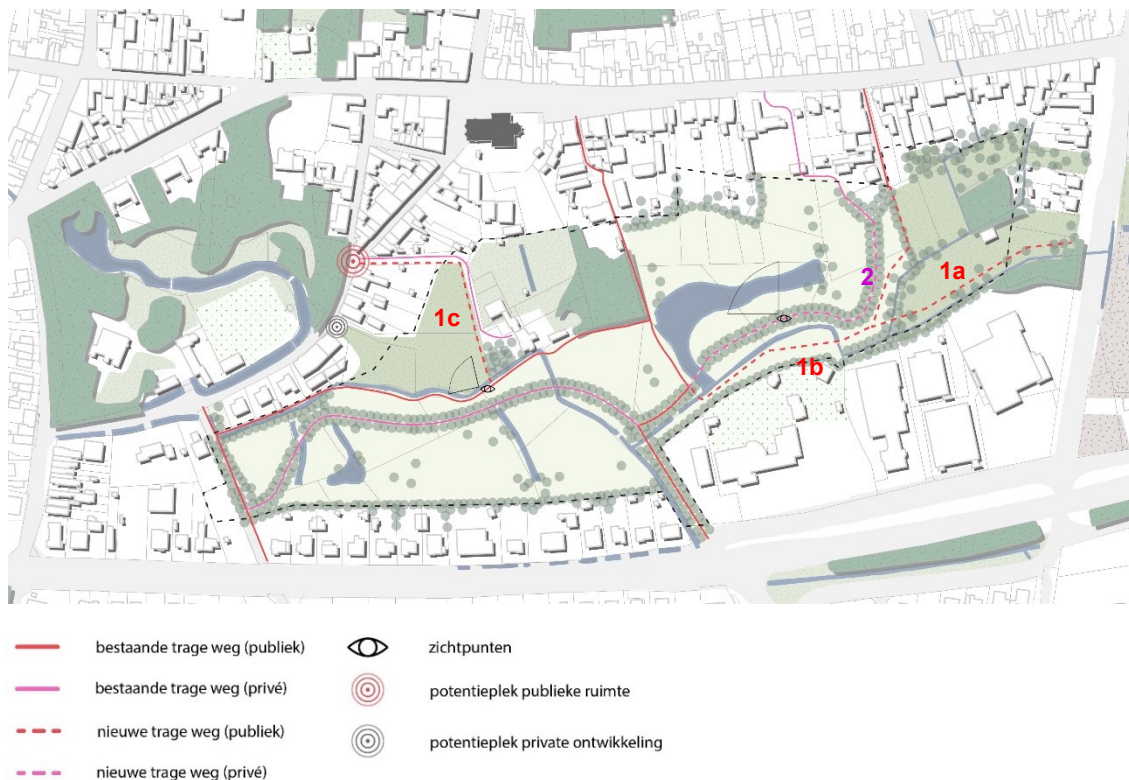 1a
2
1c
1b
bestaande trage weg (publiek)
zichtpunten
bestaande trage weg (privé)
potentieplek publieke ruimte
nieuwe trage weg (publiek)
potentieplek private ontwikkeling
nieuwe trage weg (privé)